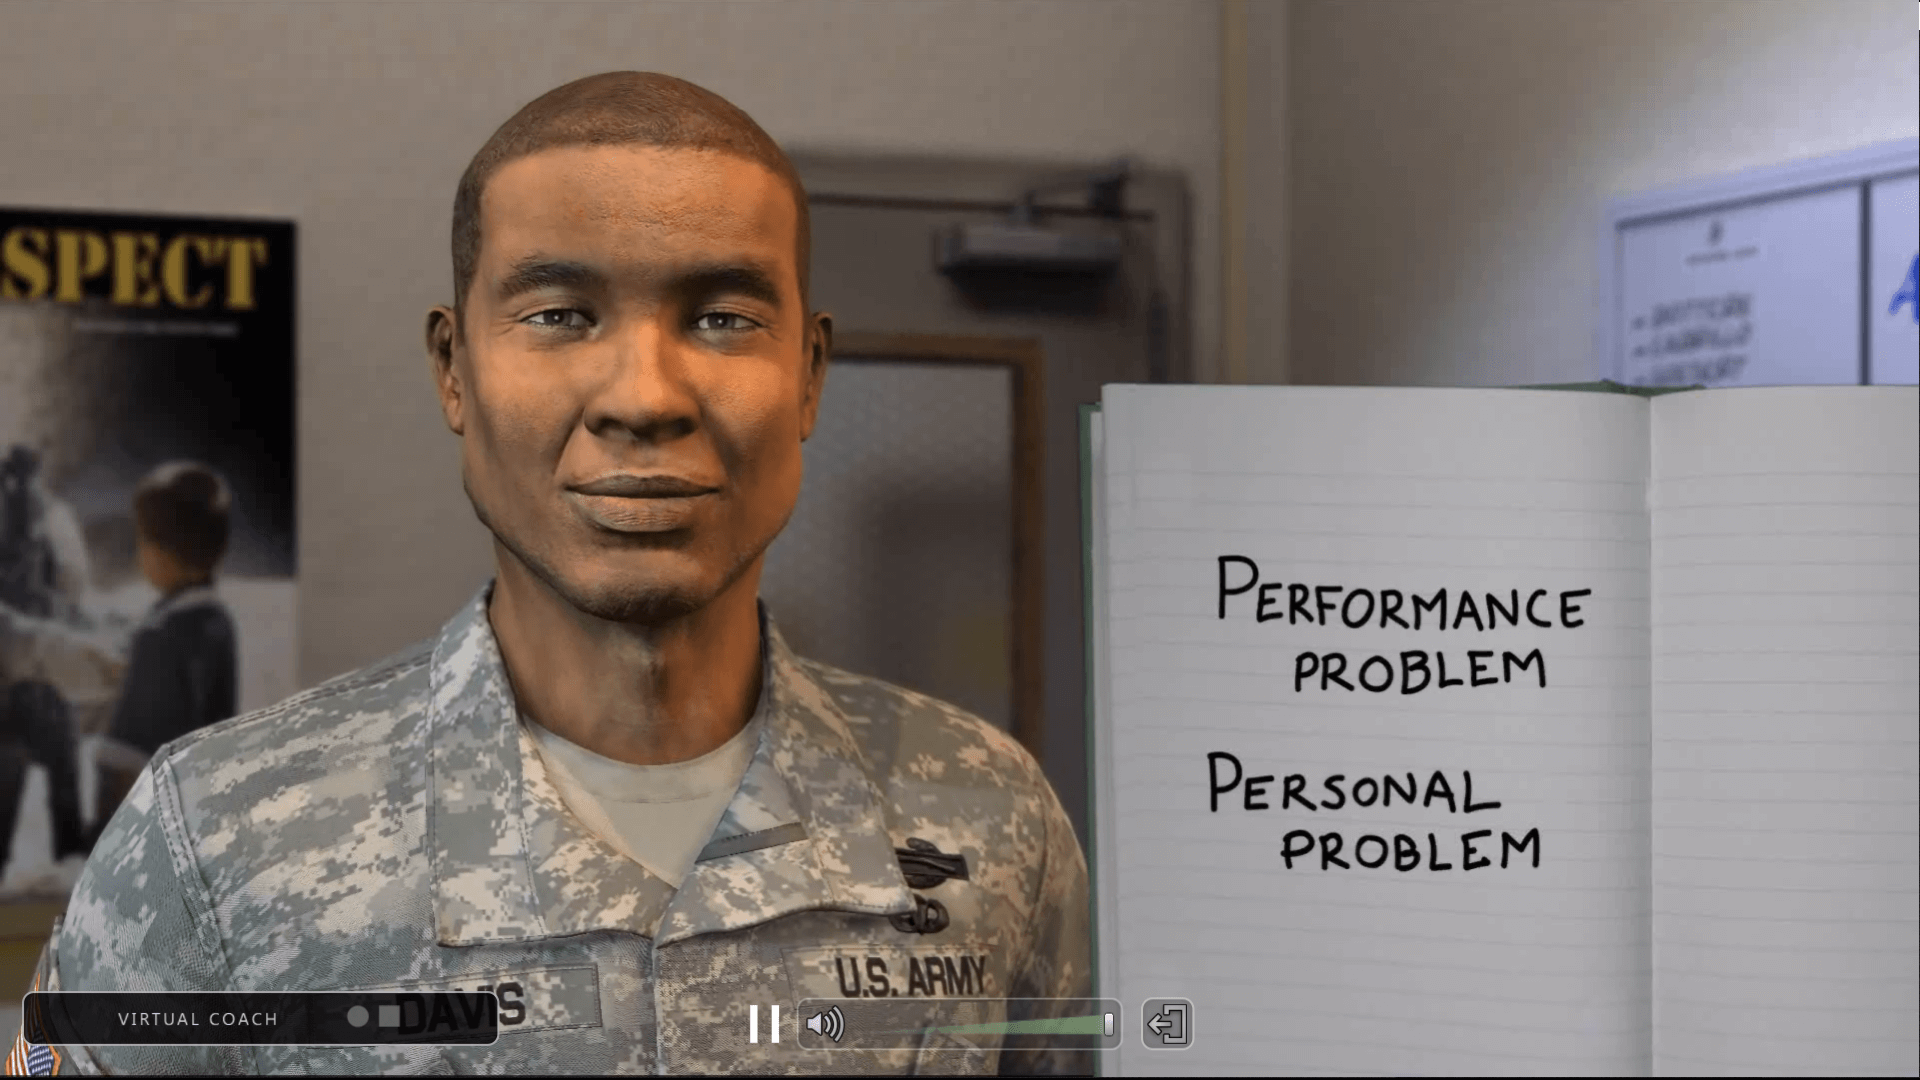 SPECT
PERFORMANCE
PROBLEM
PERSONAL
PROBLEM
U.S. ARMY
DAVIS
VIRTUAL COACH